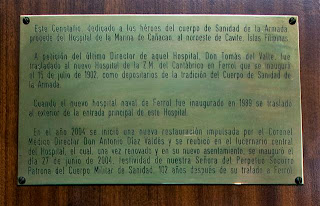 Este Cenotafio, dedicado a los héroes del cuerpo de Sanidad de la Armada
procede del Hospital de la Marina de Cañacao, al noroeste de Cavite, Islas Filipinas.
A petición del último Director de aquel Hospital, Don Tomás del Valle, fue
trasladado al nuevo Hospital de la Z.M. del Cantábrico en Ferrol que se inauguró
el 15 de julio de 1902, como depositarios de la tradición del Cuerpo de Sanidad de
la Armada.
Cuando el nuevo hospital naval de Ferrol fue inaugurado en 1989 se trasladó
al exterior de la entrada principal de este Hospital.
En el año 2004 se inició una nueva restauración impulsada por el Coronel
Médico Director Don Antonio Díaz Valdés y se reubicó en el lucernario central
del Hospital, el cual, una vez renovado y en su nuevo asentamiento, se inauguró el
día 27 de junio de 2004, festividad de nuestra Señora del Perpetuo Socorro
Patrona del Cuerpo Militar de Sanidad, 102 años después de su traslado a Ferrol.